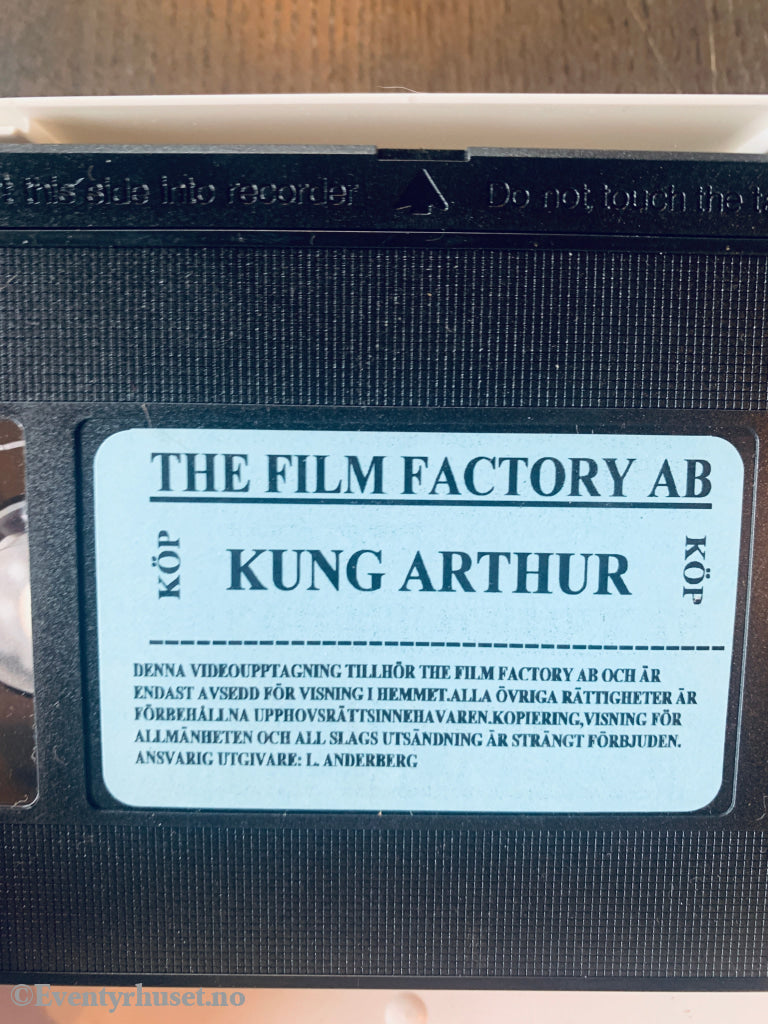 this side into recorder
Do not touch the
THE FILM FACTORY AB
KÖP
KUNG ARTHUR
KÖP
DENNA VIDEOUPPTAGNING TILLHÖR THE FILM FACTORY AB OCH ÄR
ENDAST AVSEDD FÖR VISNING I HEMMET.ALLA ÖVRIGA RÄTTIGHETER ÄR
FÖRBEHÅLLNA UPPHOVSRÄTTSINNEHAVAREN.KOPIERING,VISNING FÖR
ALLMÄNHETEN OCH ALL SLAGS UTSÄNDNING ÄR STRÄNGT FÖRBJUDEN.
ANSVARIG UTGIVARE: L. ANDERBERG
©Eventyrhuset.no